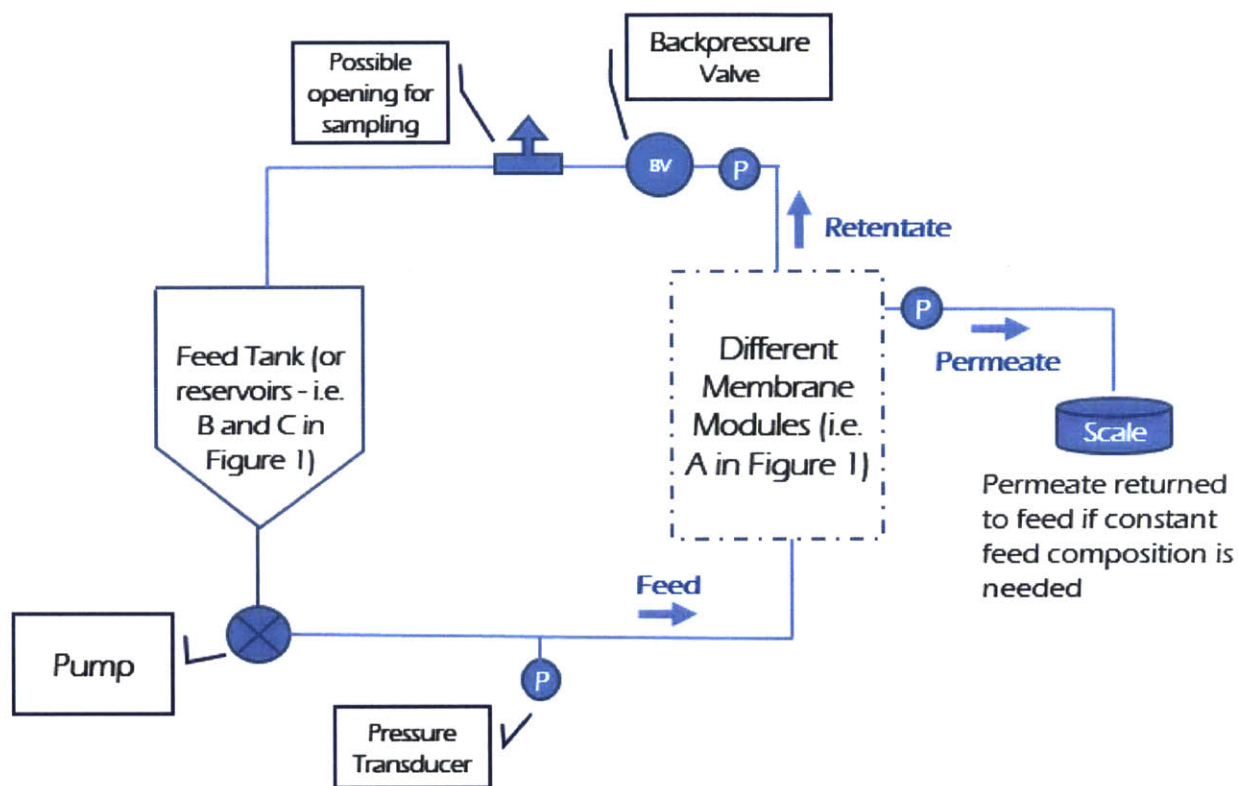 Possible
opening for
sampling
Backpressure
Valve
BV
P
Retentate
P
Permeate
Feed Tank (or
reservoirs - i.e.
B and C in
Figure 1)
Different
Membrane
Modules (i.e.
A in Figure 1)
Scale
Permeate returned
to feed if constant
feed composition is
needed
Feed
Pump
P
Pressure
Transducer